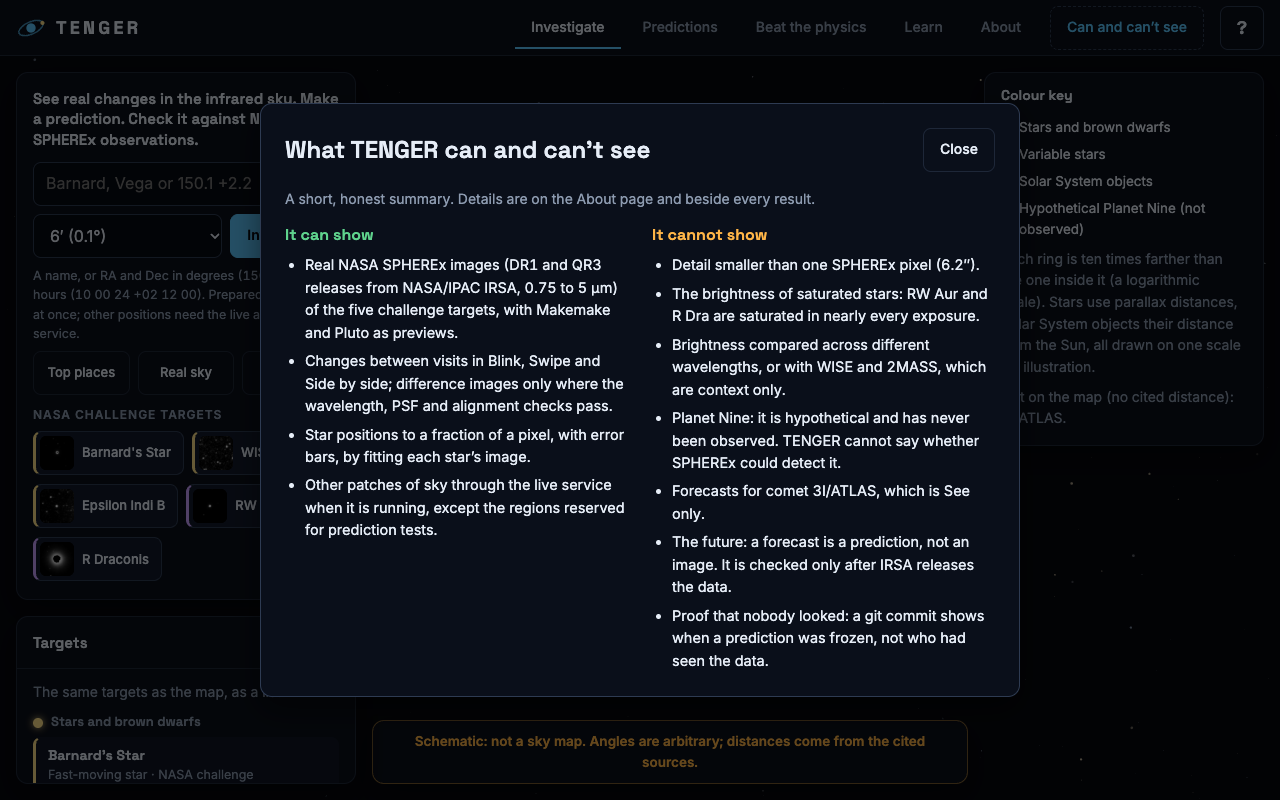 TENGER
Investigate
Predictions
Beat the physics
Learn
About
Can and can't see
?
See real changes in the infrared sky. Make
a prediction. Check it against N
SPHEREx observations.
Barnard, Vega or 150.1 +2.2
6′ (0.1°)
In
A name, or RA and Dec in degrees (15
hours (10 00 24 +02 12 00). Prepared
at once; other positions need the live a
service.
Top places
Real sky
NASA CHALLENGE TARGETS
Barnard's Star
WIS
Epsilon Indi B
RW
R Draconis
Targets
The same targets as the map, as a
Stars and brown dwarfs
Barnard's Star
Fast-moving star · NASA challenge
What TENGER can and can't see
Close
A short, honest summary. Details are on the About page and beside every result.
It can show
• Real NASA SPHEREx images (DR1 and QR3
releases from NASA/IPAC IRSA, 0.75 to 5 µm)
of the five challenge targets, with Makemake
and Pluto as previews.
• Changes between visits in Blink, Swipe and
Side by side; difference images only where the
wavelength, PSF and alignment checks pass.
• Star positions to a fraction of a pixel, with error
bars, by fitting each star's image.
• Other patches of sky through the live service
when it is running, except the regions reserved
for prediction tests.
It cannot show
• Detail smaller than one SPHEREx pixel (6.2″).
• The brightness of saturated stars: RW Aur and
R Dra are saturated in nearly every exposure.
• Brightness compared across different
wavelengths, or with WISE and 2MASS, which
are context only.
• Planet Nine: it is hypothetical and has never
been observed. TENGER cannot say whether
SPHEREx could detect it.
• Forecasts for comet 3I/ATLAS, which is See
only.
• The future: a forecast is a prediction, not an
image. It is checked only after IRSA releases
the data.
• Proof that nobody looked: a git commit shows
when a prediction was frozen, not who had
seen the data.
Colour key
Stars and brown dwarfs
Variable stars
Solar System objects
Hypothetical Planet Nine (not
observed)
ch ring is ten times farther than
one inside it (a logarithmic
ale). Stars use parallax distances,
ar System objects their distance
m the Sun, all drawn on one scale
illustration.
t on the map (no cited distance):
ATLAS.
Schematic: not a sky map. Angles are arbitrary; distances come from the cited
sources.